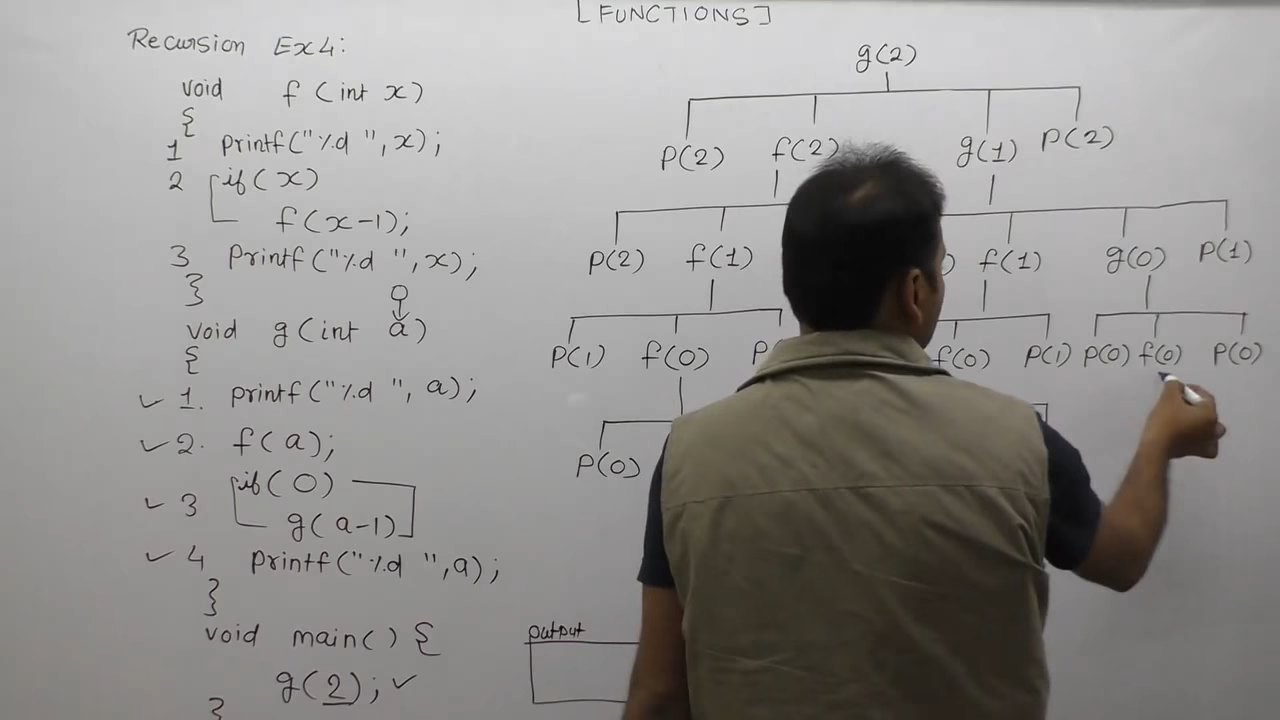 [FUNCTIONS]
Recursion Ex4:
void f (int x)
{
1 printf("%d ",x);
2 if(x)
f(x-1);
3 Printf("%d ",x);
}
0
void g(int a)
{
1. printf("%d ", a);
2. f(a);
3 if(0)
g(a-1)
4 Printf("%d ",a);
}
void main() {
g(2);
}
g(2)
P(2) f(2) g(1) P(2)
P(2) f(1) ) f(1) g(0) P(1)
P(1) f(0) P f(0) P(1) P(0) f(0) P(0)
P(0)
output